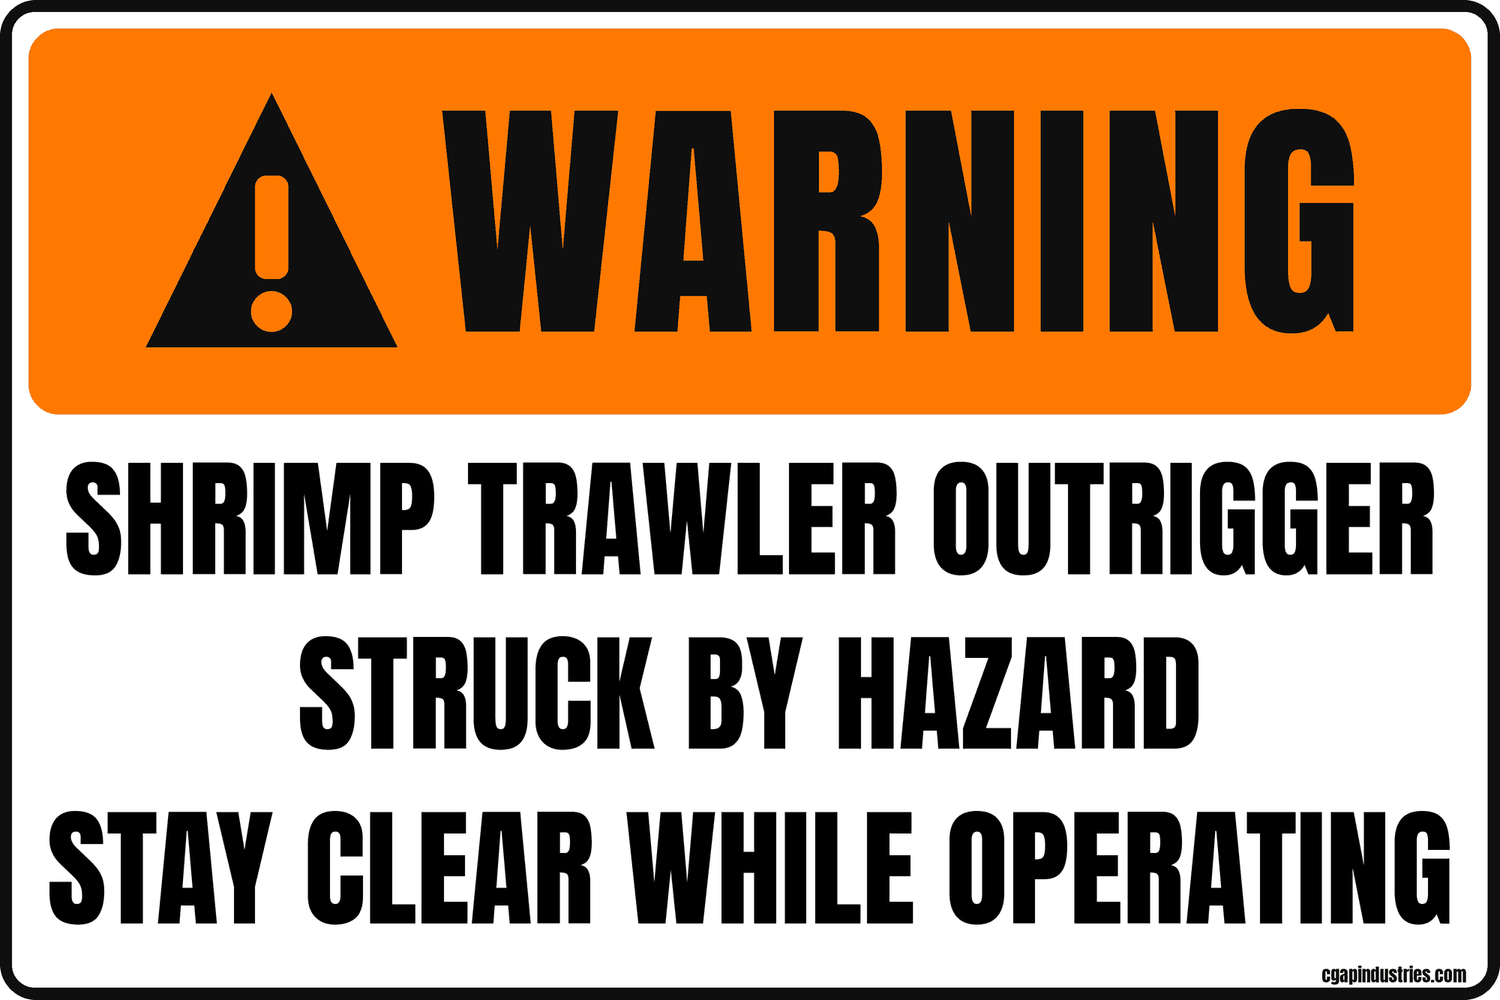 WARNING
SHRIMP TRAWLER OUTRIGGER
STRUCK BY HAZARD
STAY CLEAR WHILE OPERATING
cgapindustries.com